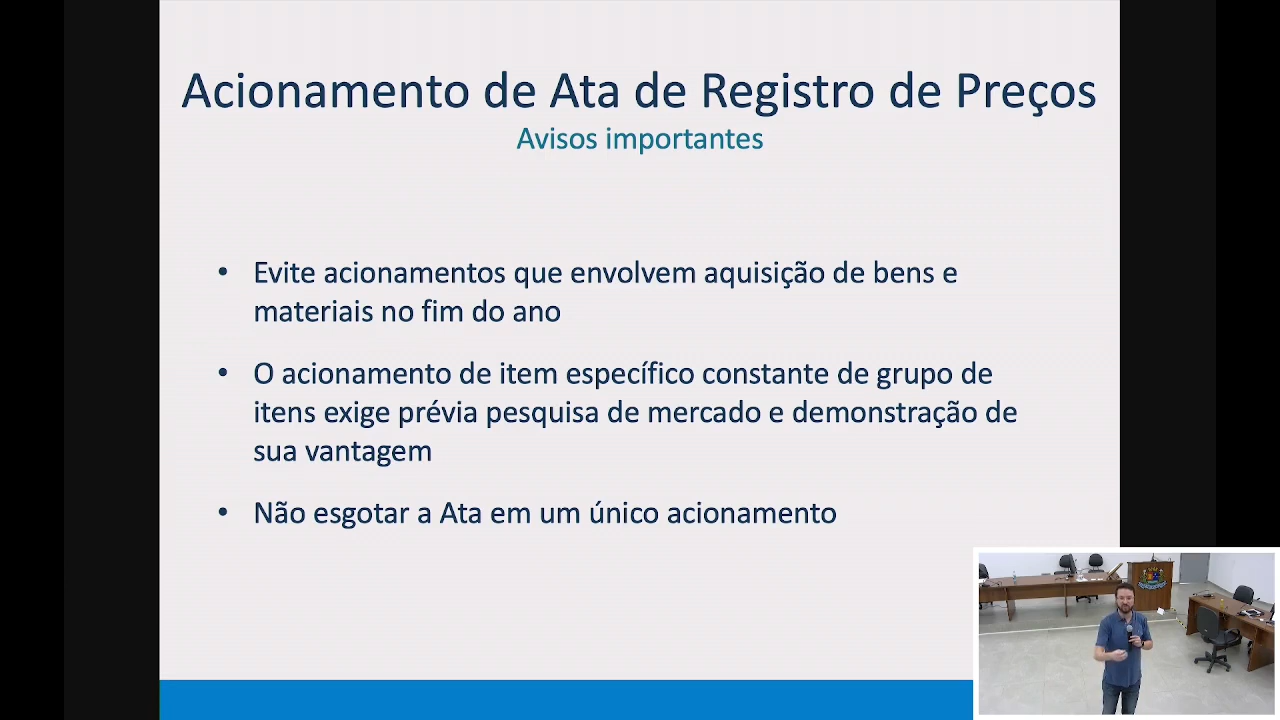 Acionamento de Ata de Registro de Preços
Avisos importantes
• Evite acionamentos que envolvem aquisição de bens e
materiais no fim do ano
• O acionamento de item específico constante de grupo de
itens exige prévia pesquisa de mercado e demonstração de
sua vantagem
• Não esgotar a Ata em um único acionamento